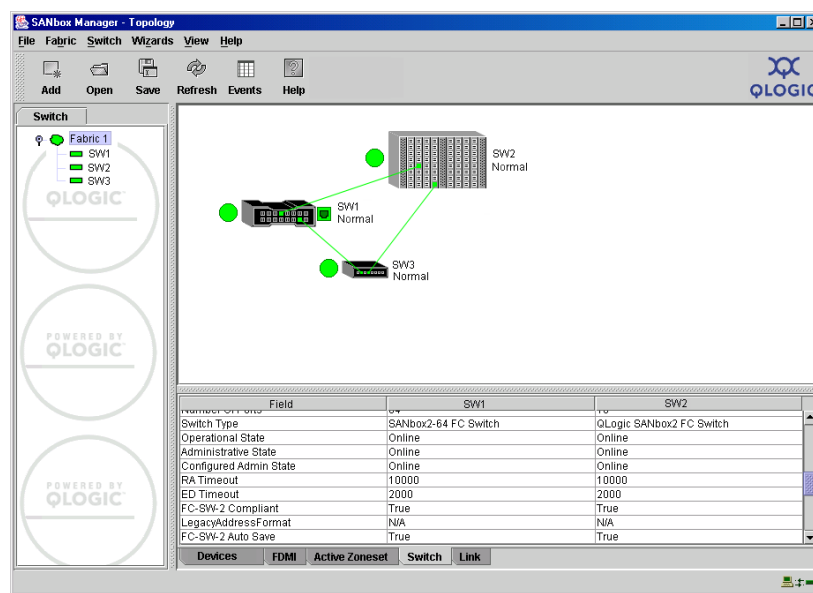 SANbox Manager - Topology
File Fabric Switch Wizards View Help
Add Open Save Refresh Events Help
QLOGIC
Switch
Fabric 1
SW1
SW2
SW3
QLOGIC
POWERED BY
QLOGIC
POWERED BY
QLOGIC
SW2
Normal
SW1
Normal
SW3
Normal
Field SW1 SW2
Switch Type SANbox2-64 FC Switch QLogic SANbox2 FC Switch
Operational State Online Online
Administrative State Online Online
Configured Admin State Online Online
RA Timeout 10000 10000
ED Timeout 2000 2000
FC-SW-2 Compliant True True
LegacyAddressFormat N/A N/A
FC-SW-2 Auto Save True True
Devices FDMI Active Zoneset Switch Link